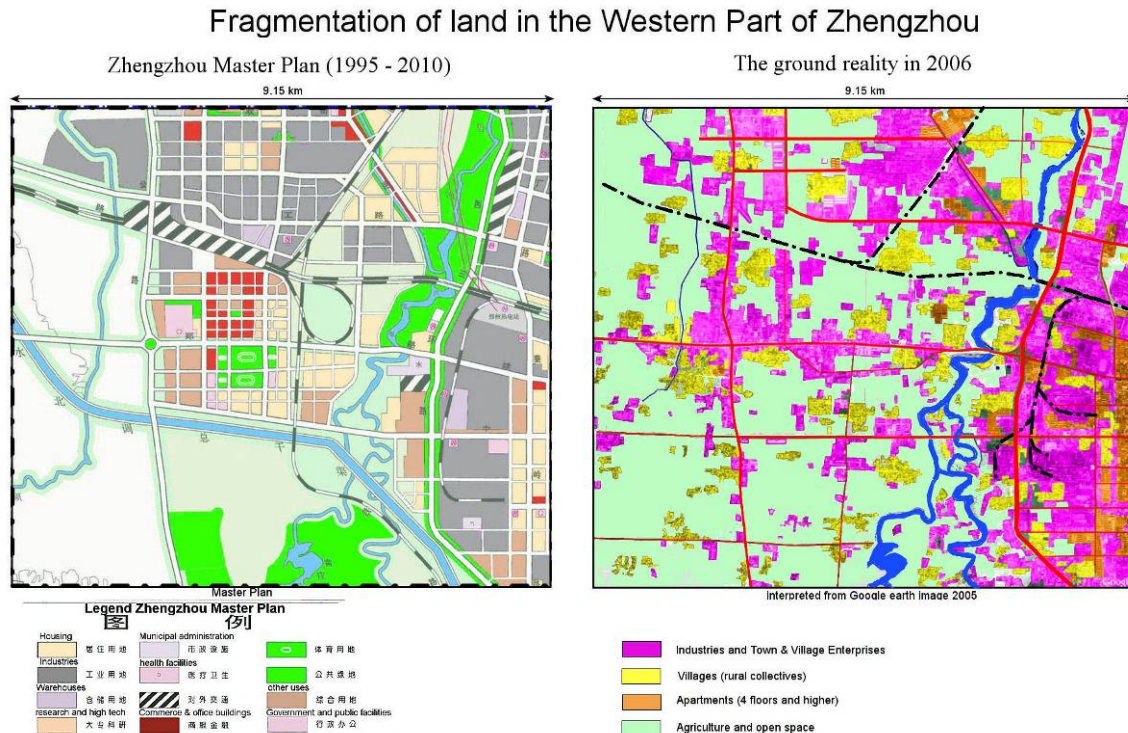 Fragmentation of land in the Western Part of Zhengzhou
Zhengzhou Master Plan (1995 - 2010)
The ground reality in 2006
9.15 km
9.15 km
Master Plan
Interpreted from Google earth image 2005
Legend Zhengzhou Master Plan
图 例
Housing
居住用地
Municipal administration
市政设施
体育用地
Industries
工业用地
health facilities
医疗卫生
公共绿地
Warehouses
仓储用地
对外交通
other uses
综合用地
research and high tech
大专科研
Commerce & office buildings
商服金融
Government and public facilities
行政办公
Industries and Town & Village Enterprises
Villages (rural collectives)
Apartments (4 floors and higher)
Agriculture and open space